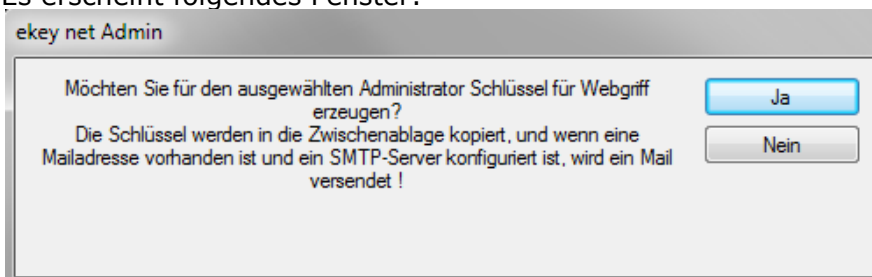 Es erscheint folgendes Fenster:
ekey net Admin
Möchten Sie für den ausgewählten Administrator Schlüssel für Webgriff
erzeugen?
Die Schlüssel werden in die Zwischenablage kopiert, und wenn eine
Mailadresse vorhanden ist und ein SMTP-Server konfiguriert ist, wird ein Mail
versendet !
Ja
Nein